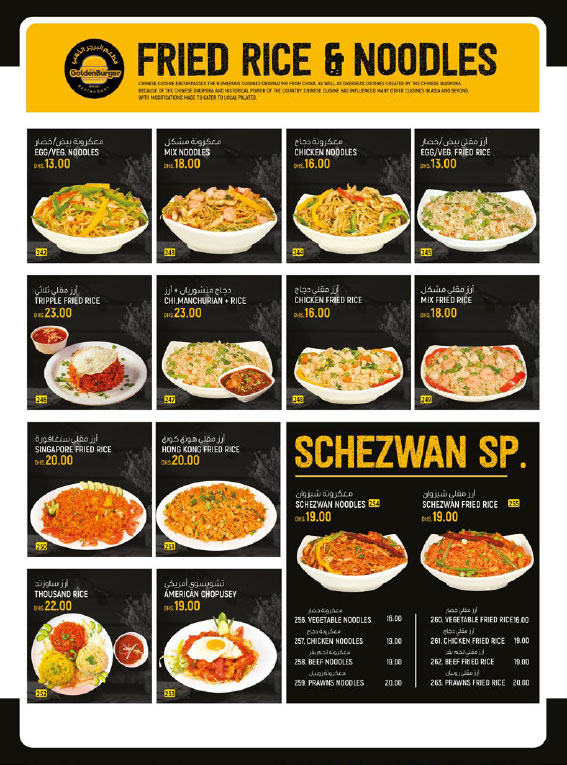 مطعم البرجر الذهبي
GoldenBurger
RESTAURANT
FRIED RICE & NOODLES
CHINESE CUISINE ENCOMPASSES THE NUMEROUS CUISINES ORIGINATING FROM CHINA, AS WELL AS OVERSEAS CUISINES CREATED BY THE CHINESE DIASPORA.
BECAUSE OF THE CHINESE DIASPORA AND HISTORICAL POWER OF THE COUNTRY, CHINESE CUISINE HAS INFLUENCED MANY OTHER CUISINES IN ASIA AND BEYOND,
WITH MODIFICATIONS MADE TO CATER TO LOCAL PALATES.
معكرونة بيض/خضار
EGG/VEG. NOODLES
DHS.13.00
242
معكرونة مشكل
MIX NOODLES
DHS.18.00
243
معكرونة دجاج
CHICKEN NOODLES
DHS.16.00
244
أرز مقلي بيض/خضار
EGG/VEG. FRIED RICE
DHS.13.00
245
أرز مقلي ثلاثي
TRIPPLE FRIED RICE
DHS.23.00
246
دجاج منشوريان + أرز
CHI.MANCHURIAN + RICE
DHS.23.00
247
أرز مقلي دجاج
CHICKEN FRIED RICE
DHS.16.00
248
أرز مقلي مشكل
MIX FRIED RICE
DHS.18.00
249
أرز مقلي سنغافورة
SINGAPORE FRIED RICE
DHS.20.00
250
أرز مقلي هونق كونق
HONG KONG FRIED RICE
DHS.20.00
251
أرز ساوزند
THOUSAND RICE
DHS.22.00
252
تشوبسوي أمريكي
AMERICAN CHOPUSEY
DHS.19.00
253
SCHEZWAN SP.
معكرونة شيزوان
SCHEZWAN NOODLES 254
DHS.19.00
أرز مقلي شيزوان
SCHEZWAN FRIED RICE 255
DHS.19.00
معكرونة خضار
256. VEGETABLE NOODLES 16.00
معكرونة دجاج
257. CHICKEN NOODLES 19.00
معكرونة لحم بقر
258. BEEF NOODLES 19.00
معكرونة روبيان
259. PRAWNS NOODLES 20.00
أرز مقلي خضار
260. VEGETABLE FRIED RICE 16.00
أرز مقلي دجاج
261. CHICKEN FRIED RICE 19.00
أرز مقلي لحم بقر
262. BEEF FRIED RICE 19.00
أرز مقلي روبيان
263. PRAWNS FRIED RICE 20.00